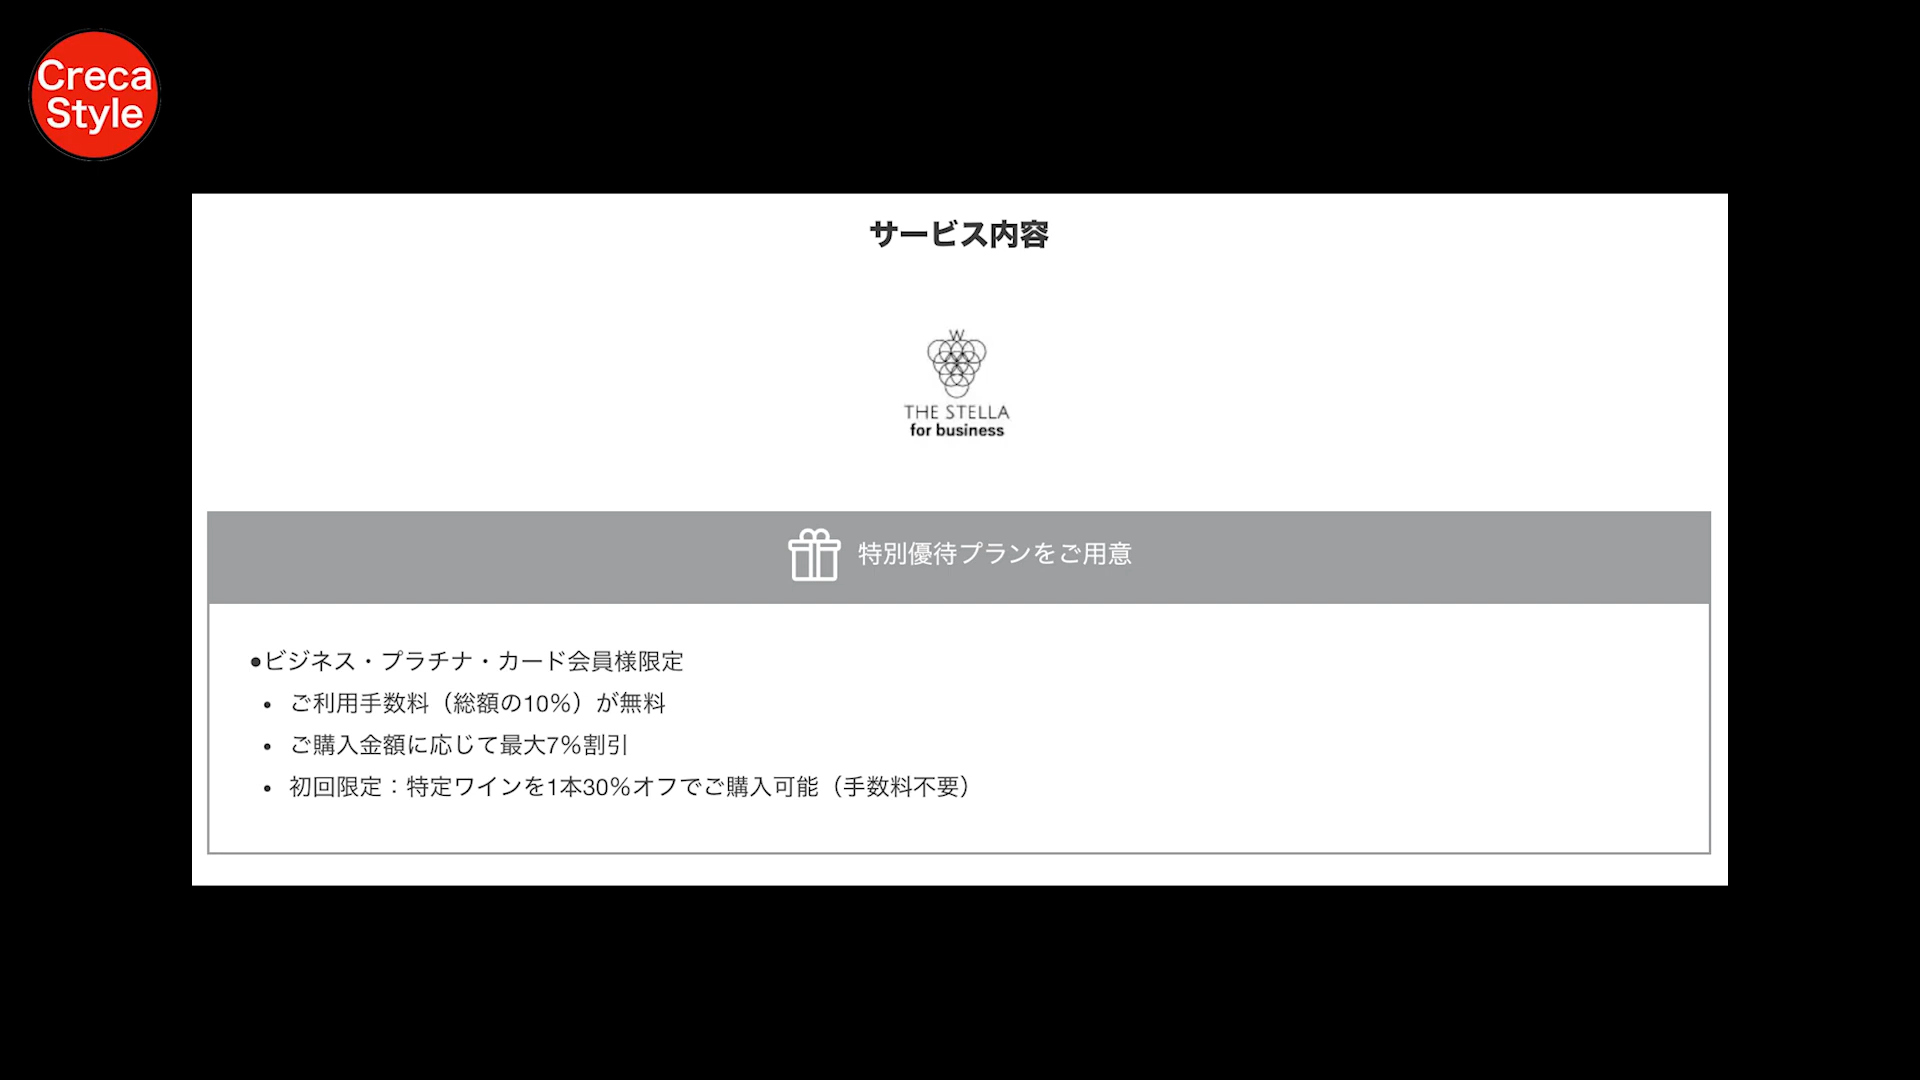 Creca
Style
サービス内容
W
THE STELLA
for business
特別優待プランをご用意
●ビジネス・プラチナ・カード会員様限定
• ご利用手数料（総額の10%）が無料
• ご購入金額に応じて最大7%割引
• 初回限定：特定ワインを1本30%オフでご購入可能（手数料不要）